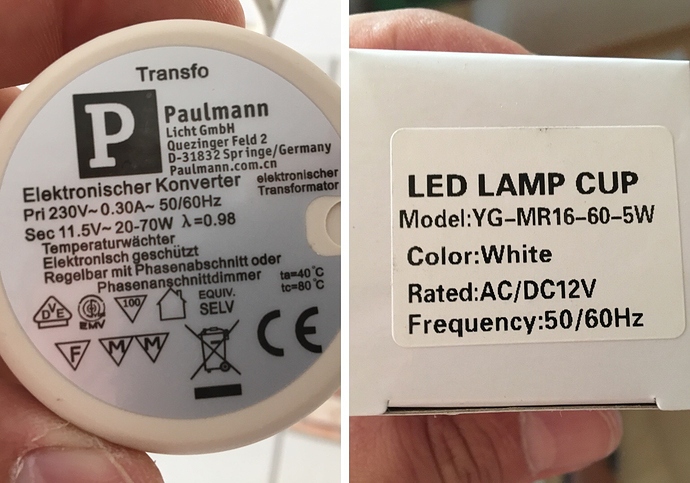 Transfo
P
Paulmann
Licht GmbH
Quezinger Feld 2
D-31832 Springe/Germany
Paulmann.com.cn
Elektronischer Konverter
elektronischer
Transformator
Pri 230V~ 0.30A~ 50/60Hz
Sec 11.5V~ 20-70W λ=0.98
Temperaturwächter
Elektronisch geschützt
Regelbar mit Phasenabschnitt oder
Phasenanschnittdimmer
ta=40°C
tc=80°C
VDE
EMV
100
EQUIV.
SELV
F
M
M
CE
LED LAMP CUP
Model:YG-MR16-60-5W
Color:White
Rated:AC/DC12V
Frequency:50/60Hz